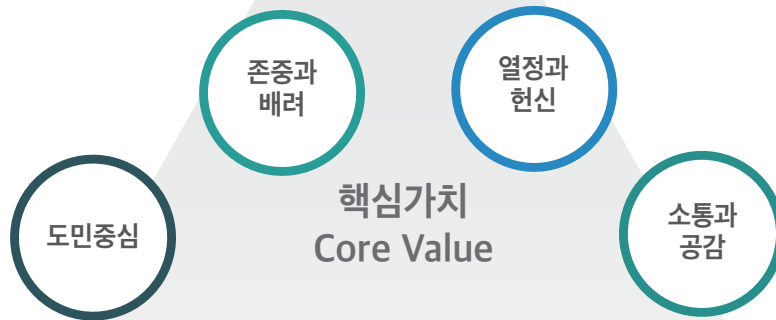 존중과
배려
열정과
헌신
도민중심
핵심가치
Core Value
소통과
공감